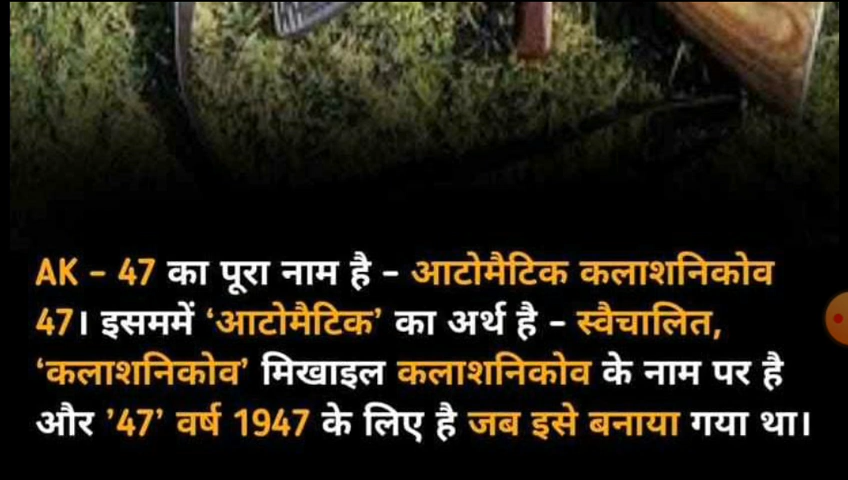 AK - 47 का पूरा नाम है - आटोमैटिक कलाशनिकोव
47। इसममें ‘आटोमैटिक’ का अर्थ है - स्वैचालित,
‘कलाशनिकोव’ मिखाइल कलाशनिकोव के नाम पर है
और ’47’ वर्ष 1947 के लिए है जब इसे बनाया गया था।